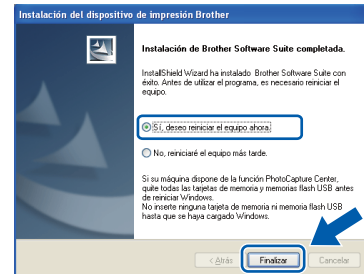 Instalación del dispositivo de impresión Brother
Instalación de Brother Software Suite completada.
InstallShield Wizard ha instalado Brother Software Suite con
éxito. Antes de utilizar el programa, es necesario reiniciar el
equipo.
Sí, deseo reiniciar el equipo ahora.
No, reiniciaré el equipo más tarde.
Si su máquina dispone de la función PhotoCapture Center,
quite todas las tarjetas de memoria y memorias flash USB antes
de reiniciar Windows.
No inserte ninguna tarjeta de memoria ni memoria flash USB
hasta que se haya cargado Windows.
< Atrás Finalizar Cancelar